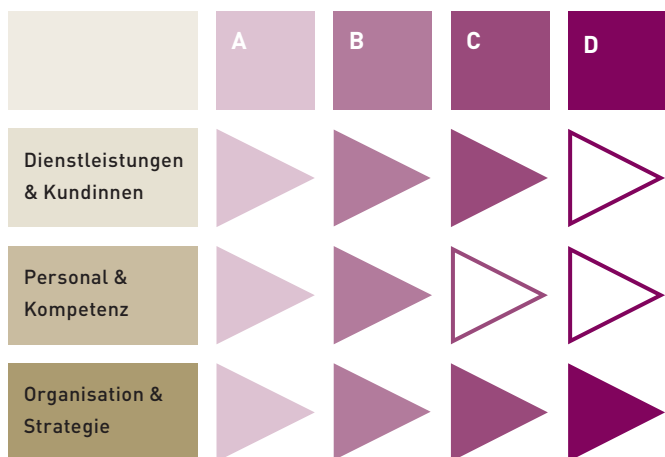 A
B
C
D
Dienstleistungen
& Kundinnen
Personal &
Kompetenz
Organisation &
Strategie